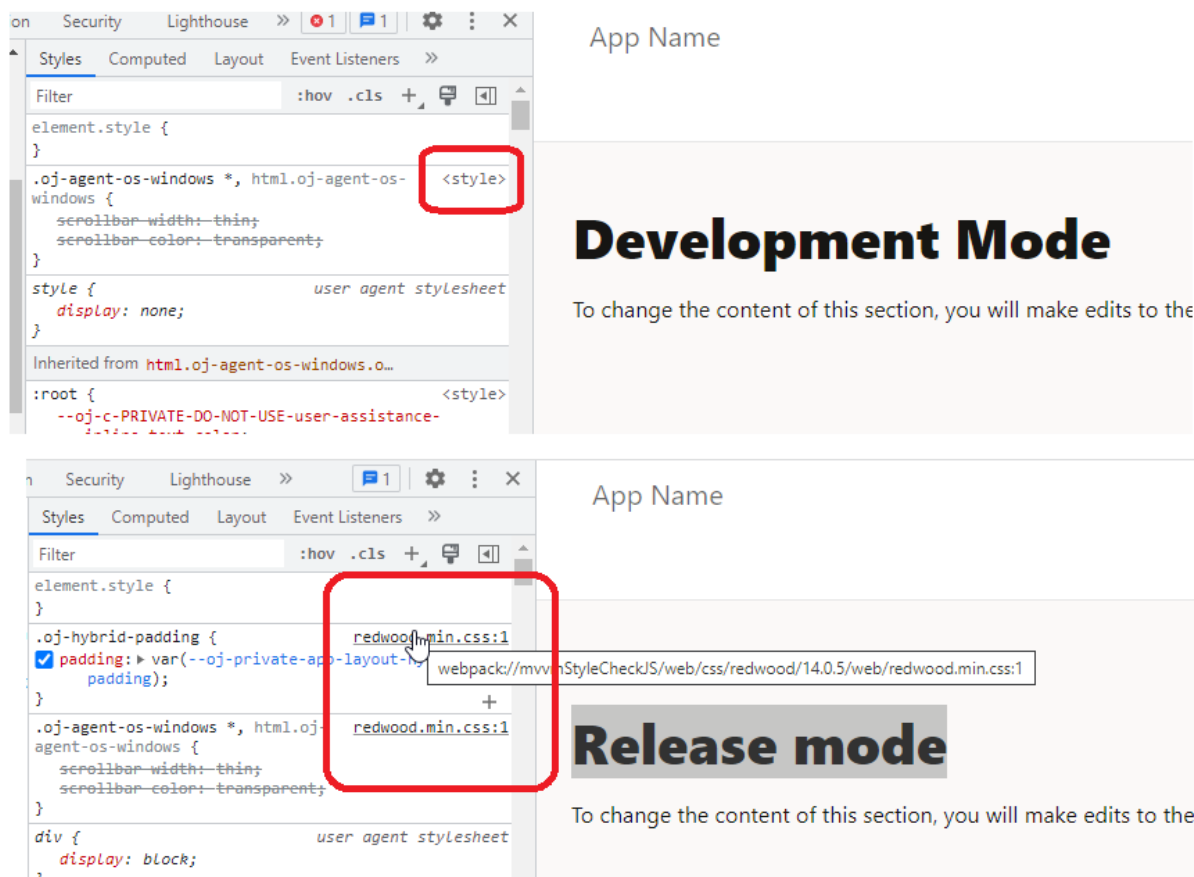 on Security Lighthouse » 1 1
App Name
Styles Computed Layout Event Listeners »
Filter :hov .cls +
element.style {
}
.oj-agent-os-windows *, html.oj-agent-os- <style>
windows {
scrollbar-width: thin;
scrollbar-color: transparent;
}
style { user agent stylesheet
display: none;
}
Inherited from html.oj-agent-os-windows.o…
:root { <style>
--oj-c-PRIVATE-DO-NOT-USE-user-assistance-
Development Mode
To change the content of this section, you will make edits to the
Security Lighthouse » 1
App Name
Styles Computed Layout Event Listeners »
Filter :hov .cls +
element.style {
}
.oj-hybrid-padding { redwood.min.css:1
padding: var(--oj-private-app-layout-
padding);
}
webpack://mvv StyleCheckJS/web/css/redwood/14.0.5/web/redwood.min.css:1
+
.oj-agent-os-windows *, html.oj- redwood.min.css:1
agent-os-windows {
scrollbar-width: thin;
scrollbar-color: transparent;
}
div { user agent stylesheet
display: block;
Release mode
To change the content of this section, you will make edits to the